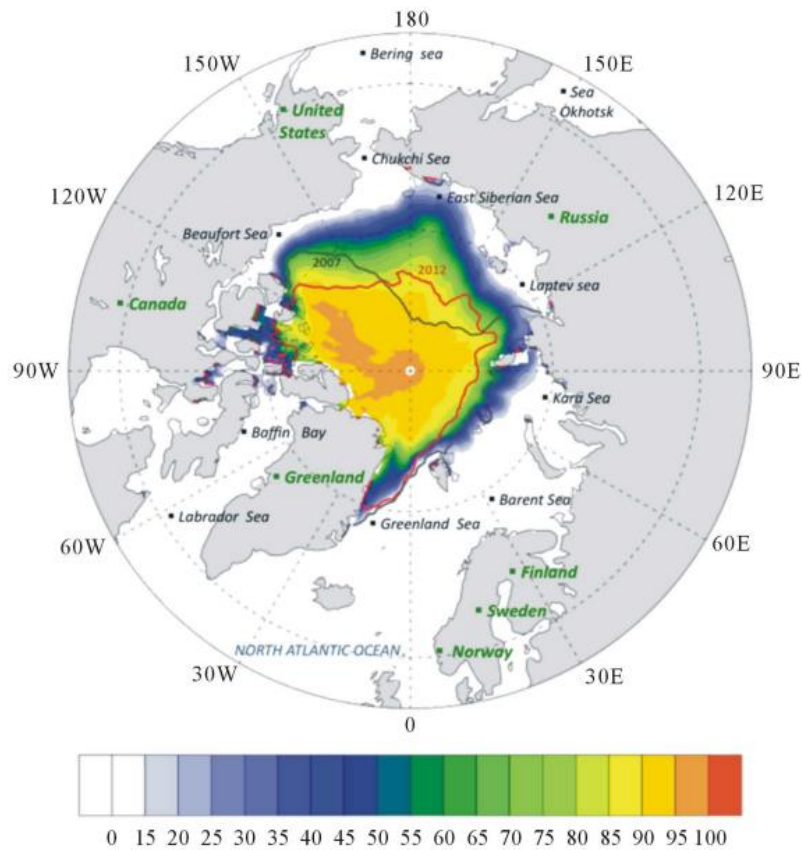 180
150W
Bering sea
150E
Sea
Okhotsk
United
States
Chukchi Sea
120W
East Siberian Sea
120E
Russia
Beaufort Sea
2007
2012
Laptev sea
Canada
90W
90E
Kara Sea
Baffin Bay
Greenland
Barent Sea
Labrador Sea
Greenland Sea
60W
60E
Finland
Sweden
NORTH ATLANTIC OCEAN
Norway
30W
30E
0
0 15 20 25 30 35 40 45 50 55 60 65 70 75 80 85 90 95 100